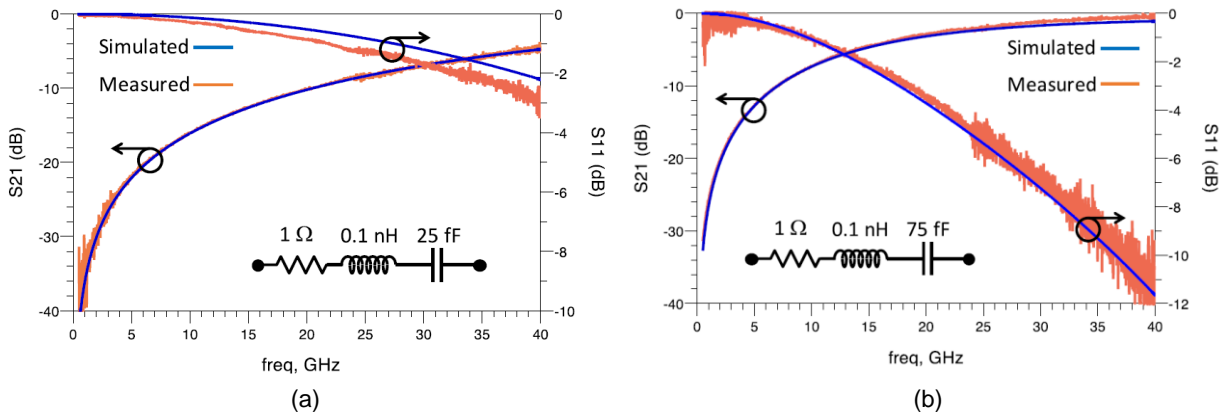 0
-10
-20
-30
-40
S21 (dB)
0
-2
-4
-6
-8
-10
S11 (dB)
Simulated
Measured
1 Ω 0.1 nH 25 fF
0 5 10 15 20 25 30 35 40
freq, GHz
(a)
0
-10
-20
-30
-40
S21 (dB)
0
-2
-4
-6
-8
-10
-12
S11 (dB)
Simulated
Measured
1 Ω 0.1 nH 75 fF
0 5 10 15 20 25 30 35 40
freq, GHz
(b)